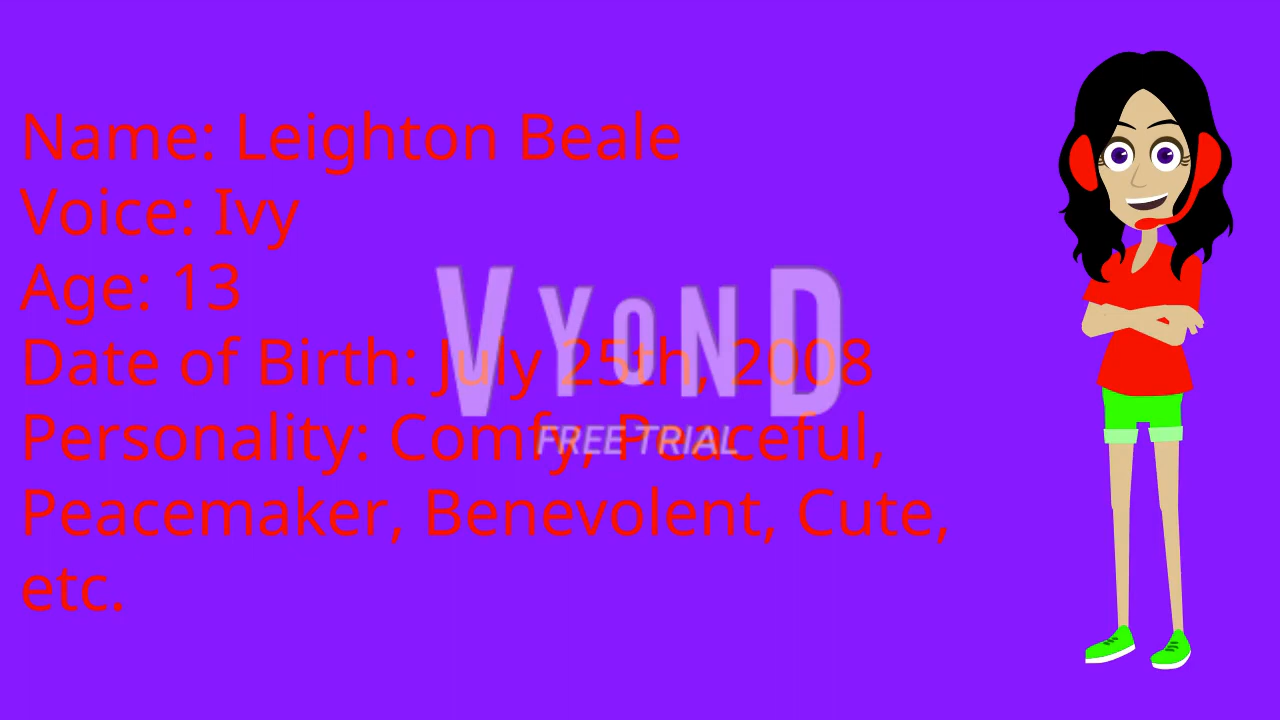 Name: Leighton Beale
Voice: Ivy
Age: 13
Date of Birth: July 25th, 2008
Personality: Comfy, Peaceful,
Peacemaker, Benevolent, Cute,
etc.
VYOND
FREE TRIAL